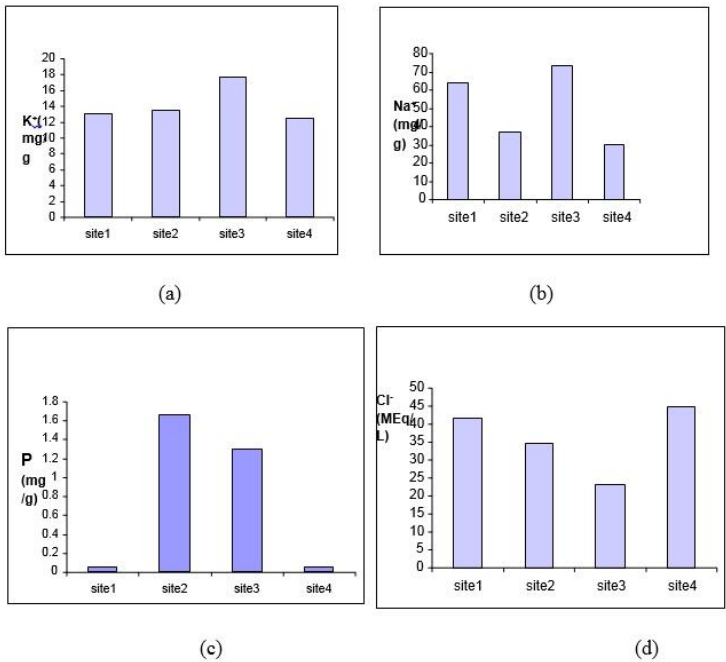 20
18
16
14
12
10
8
6
4
2
0
K⁺(
mg/
g
site1 site2 site3 site4
(a)
80
70
60
50
40
30
20
10
0
Na⁺
(mg/
g)
site1 site2 site3 site4
(b)
1.8
1.6
1.4
1.2
1
0.8
0.6
0.4
0.2
0
P
(mg
/g)
site1 site2 site3 site4
(c)
50
45
40
35
30
25
20
15
10
5
0
Cl⁻
(MEq/
L)
site1 site2 site3 site4
(d)